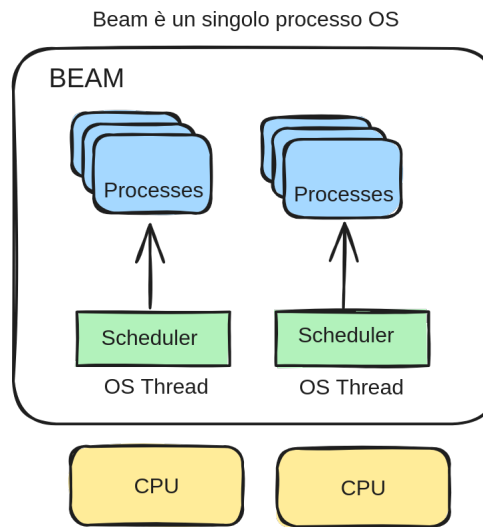 Beam è un singolo processo OS
BEAM
Processes
Processes
Scheduler
Scheduler
OS Thread
OS Thread
CPU
CPU